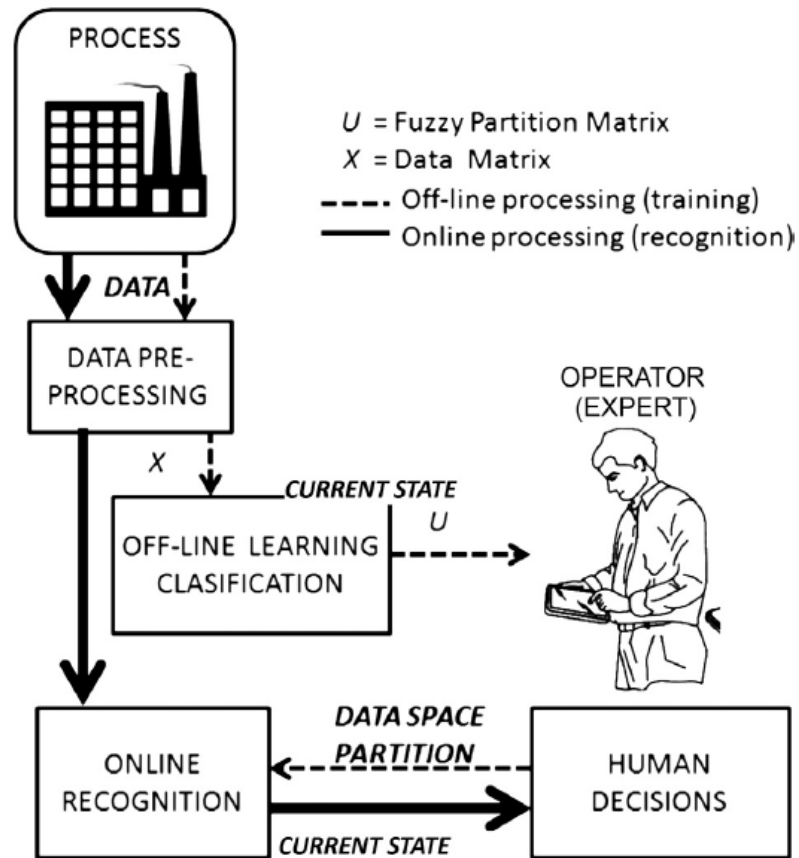 PROCESS
U = Fuzzy Partition Matrix
X = Data Matrix
Off-line processing (training)
Online processing (recognition)
DATA
DATA PRE-
PROCESSING
OPERATOR
(EXPERT)
X
CURRENT STATE
U
OFF-LINE LEARNING
CLASIFICATION
DATA SPACE
PARTITION
ONLINE
RECOGNITION
HUMAN
DECISIONS
CURRENT STATE